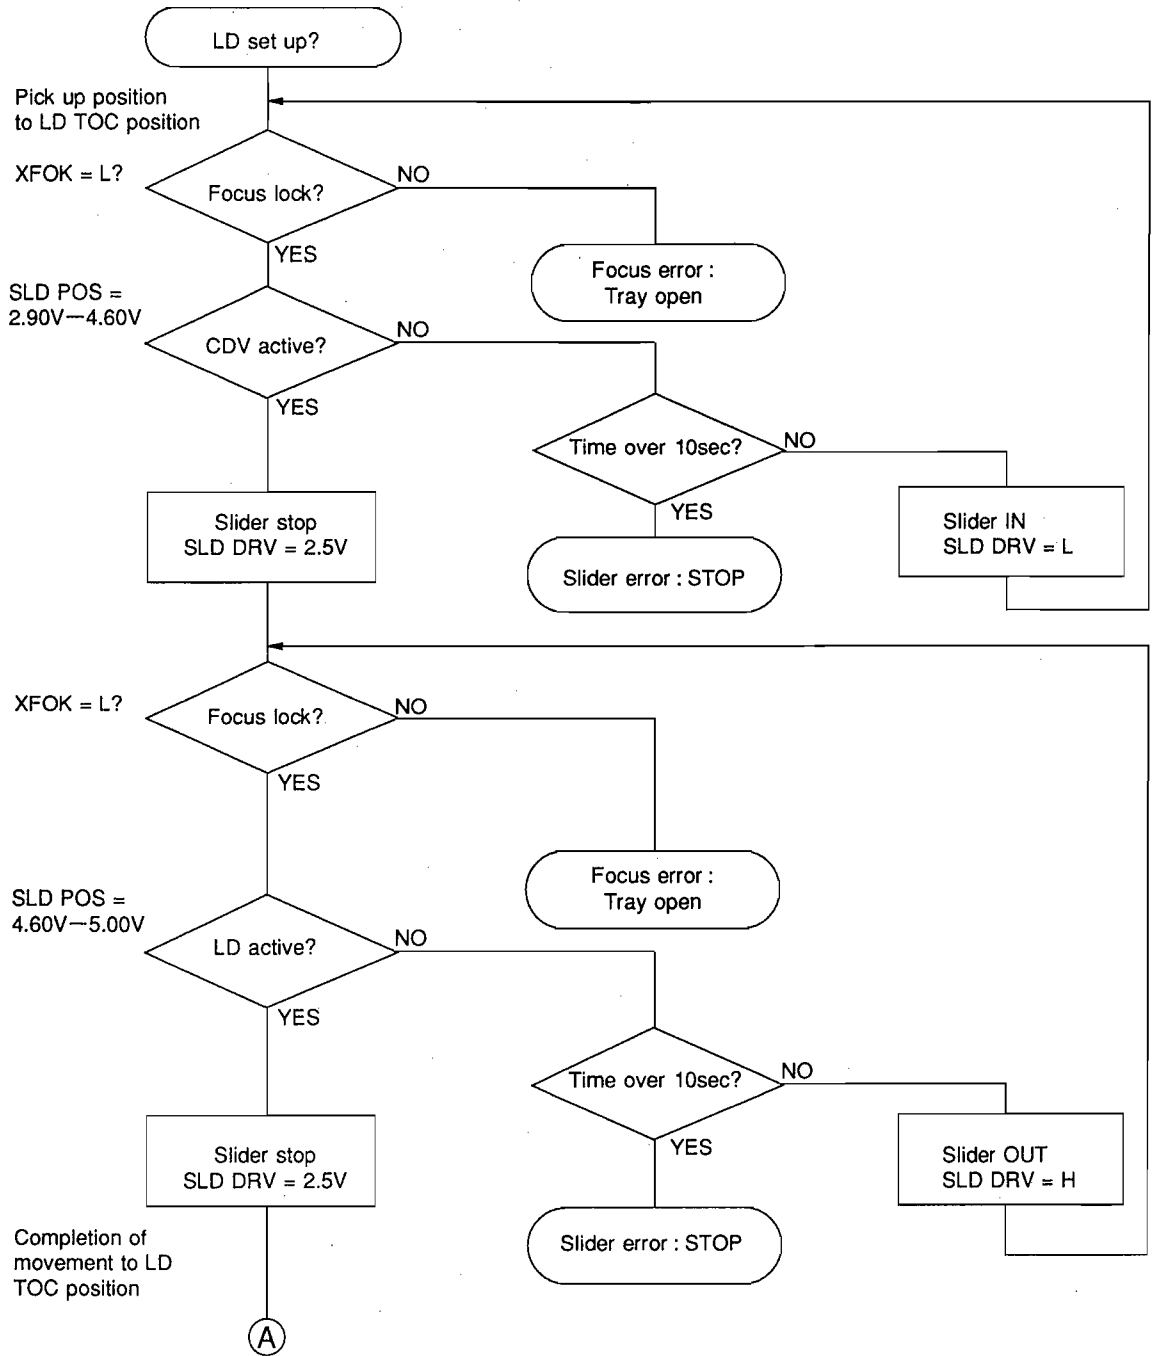 LD set up?
Pick up position
to LD TOC position
XFOK = L?
Focus lock?
NO
YES
Focus error :
Tray open
SLD POS =
2.90V—4.60V
CDV active?
NO
YES
Time over 10sec?
NO
YES
Slider stop
SLD DRV = 2.5V
Slider IN
SLD DRV = L
Slider error : STOP
XFOK = L?
Focus lock?
NO
YES
Focus error :
Tray open
SLD POS =
4.60V—5.00V
LD active?
NO
YES
Time over 10sec?
NO
YES
Slider stop
SLD DRV = 2.5V
Slider OUT
SLD DRV = H
Slider error : STOP
Completion of
movement to LD
TOC position
A